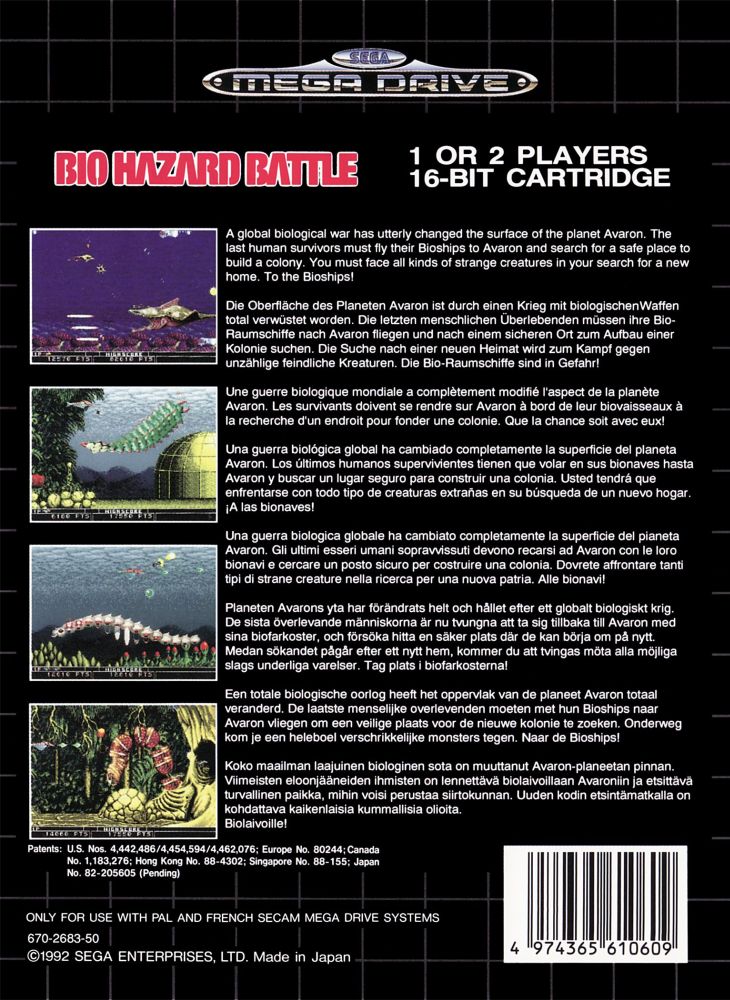 SEGA
MEGA DRIVE
BIO HAZARD BATTLE
1 OR 2 PLAYERS
16-BIT CARTRIDGE
A global biological war has utterly changed the surface of the planet Avaron. The
last human survivors must fly their Bioships to Avaron and search for a safe place to
build a colony. You must face all kinds of strange creatures in your search for a new
home. To the Bioships!
Die Oberfläche des Planeten Avaron ist durch einen Krieg mit biologischenWaffen
total verwüstet worden. Die letzten menschlichen Überlebenden müssen ihre Bio-
Raumschiffe nach Avaron fliegen und nach einem sicheren Ort zum Aufbau einer
Kolonie suchen. Die Suche nach einer neuen Heimat wird zum Kampf gegen
unzählige feindliche Kreaturen. Die Bio-Raumschiffe sind in Gefahr!
Une guerre biologique mondiale a complètement modifié l'aspect de la planète
Avaron. Les survivants doivent se rendre sur Avaron à bord de leur biovaisseaux à
la recherche d'un endroit pour fonder une colonie. Que la chance soit avec eux!
Una guerra biológica global ha cambiado completamente la superficie del planeta
Avaron. Los últimos humanos supervivientes tienen que volar en sus bionaves hasta
Avaron y buscar un lugar seguro para construir una colonia. Usted tendrá que
enfrentarse con todo tipo de creaturas extrañas en su búsqueda de un nuevo hogar.
¡A las bionaves!
Una guerra biologica globale ha cambiato completamente la superficie del pianeta
Avaron. Gli ultimi esseri umani sopravvissuti devono recarsi ad Avaron con le loro
bionavi e cercare un posto sicuro per costruire una colonia. Dovrete affrontare tanti
tipi di strane creature nella ricerca per una nuova patria. Alle bionavi!
Planeten Avarons yta har förändrats helt och hållet efter ett globalt biologiskt krig.
De sista överlevande människorna är nu tvungna att ta sig tillbaka till Avaron med
sina biofarkoster, och försöka hitta en säker plats där de kan börja om på nytt.
Medan sökandet pågår efter ett nytt hem, kommer du att tvingas möta alla möjliga
slags underliga varelser. Tag plats i biofarkosterna!
Een totale biologische oorlog heeft het oppervlak van de planeet Avaron totaal
veranderd. De laatste menselijke overlevenden moeten met hun Bioships naar
Avaron vliegen om een veilige plaats voor de nieuwe kolonie te zoeken. Onderweg
kom je een heleboel verschrikkelijke monsters tegen. Naar de Bioships!
Koko maailman laajuinen biologinen sota on muuttanut Avaron-planeetan pinnan.
Viimeisten eloonjääneiden ihmisten on lennettävä biolaivoillaan Avaroniin ja etsittävä
turvallinen paikka, mihin voisi perustaa siirtokunnan. Uuden kodin etsintämatkalla on
kohdattava kaikenlaisia kummallisia olioita.
Biolaivoille!
1P HIGHSCORE
12570 PTS 82010 PTS
HIGHSCORE
6160 PTS 17550 PTS
HIGHSCORE
HIGHSCORE
14060 PTS 17550 PTS
Patents: U.S. Nos. 4,442,486/4,454,594/4,462,076; Europe No. 80244; Canada
No. 1,183,276; Hong Kong No. 88-4302; Singapore No. 88-155; Japan
No. 82-205605 (Pending)
ONLY FOR USE WITH PAL AND FRENCH SECAM MEGA DRIVE SYSTEMS
670-2683-50
©1992 SEGA ENTERPRISES, LTD. Made in Japan
4 974365 610609